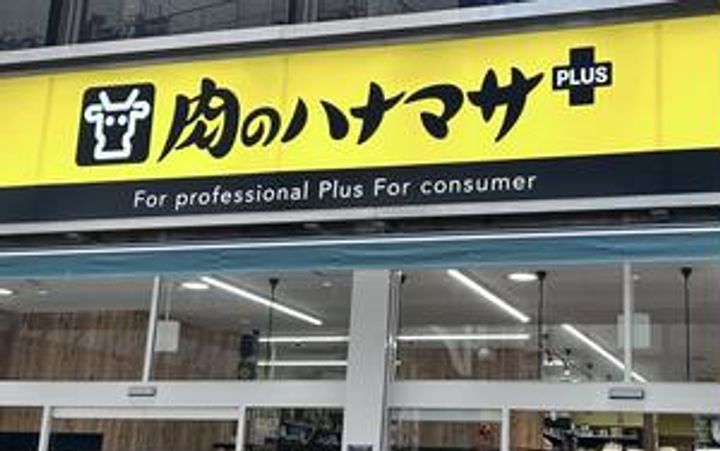 肉のハナマサ PLUS
For professional Plus For consumer